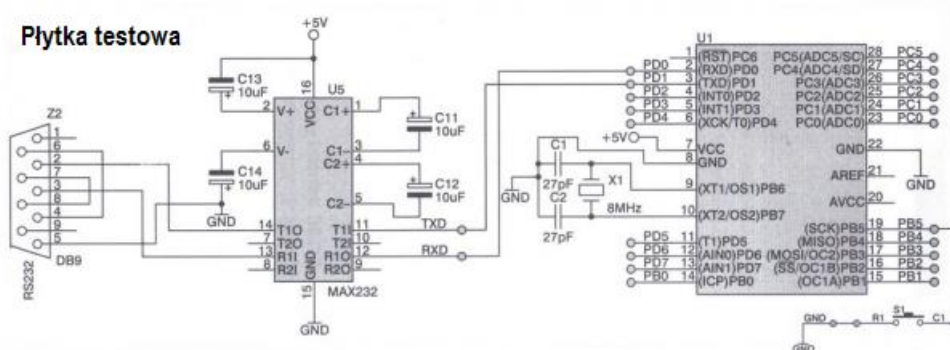 Płytka testowa
+5V
C13
10uF
U5
16
VCC
2 V+
C1+ 1
C11
10uF
6 V-
C1- 3
C2+ 4
C14
10uF
C12
10uF
GND
C2- 5
14 T1O
T1I 11
TXD
7 T2O
T2I 10
13 R1I
R1O 12
RXD
8 R2I
R2O 9
GND
15
MAX232
GND
Z2
1
6
2
7
3
8
4
9
5
DB9
RS232
U1
1 (RST)PC6
PC5(ADC5/SC) 28 PC5
PD0 2 (RXD)PD0
PC4(ADC4/SD) 27 PC4
PD1 3 (TXD)PD1
PC3(ADC3) 26 PC3
PD2 4 (INT0)PD2
PC2(ADC2) 25 PC2
PD3 5 (INT1)PD3
PC1(ADC1) 24 PC1
PD4 6 (XCK/T0)PD4
PC0(ADC0) 23 PC0
+5V
7 VCC
GND 22
8 GND
GND
C1
27pF
X1
AREF 21
GND
9 (XT1/OS1)PB6
C2
27pF
8MHz
AVCC 20
10 (XT2/OS2)PB7
(SCK)PB5 19 PB5
PD5 11 (T1)PD5
(MISO)PB4 18 PB4
PD6 12 (AIN0)PD6
(MOSI/OC2)PB3 17 PB3
PD7 13 (AIN1)PD7
(SS/OC1B)PB2 16 PB2
PB0 14 (ICP)PB0
(OC1A)PB1 15 PB1
GND
R1
S1
C1
GND